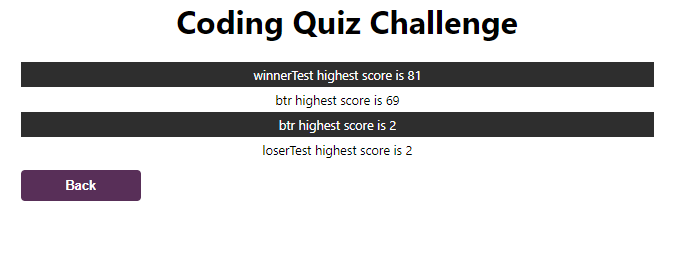 Coding Quiz Challenge
winnerTest highest score is 81
btr highest score is 69
btr highest score is 2
loserTest highest score is 2
Back